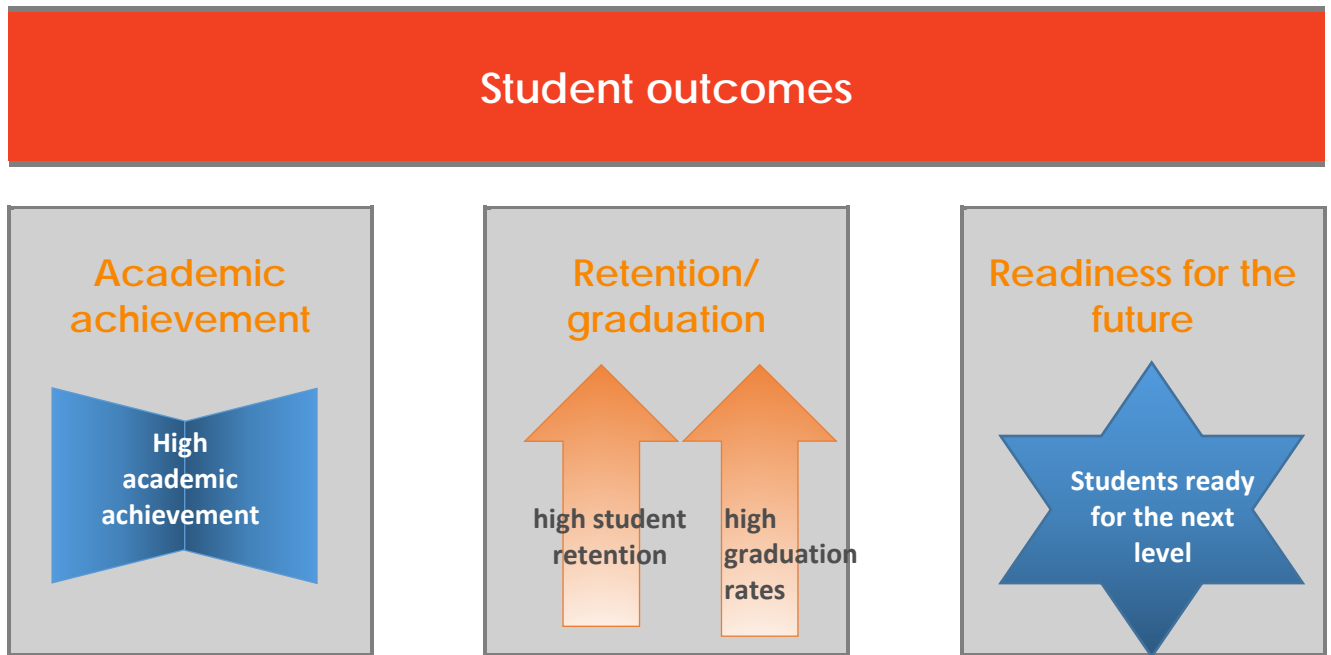 Student outcomes
Academic
achievement
High
academic
achievement
Retention/
graduation
high student
retention
high
graduation
rates
Readiness for the
future
Students ready
for the next
level